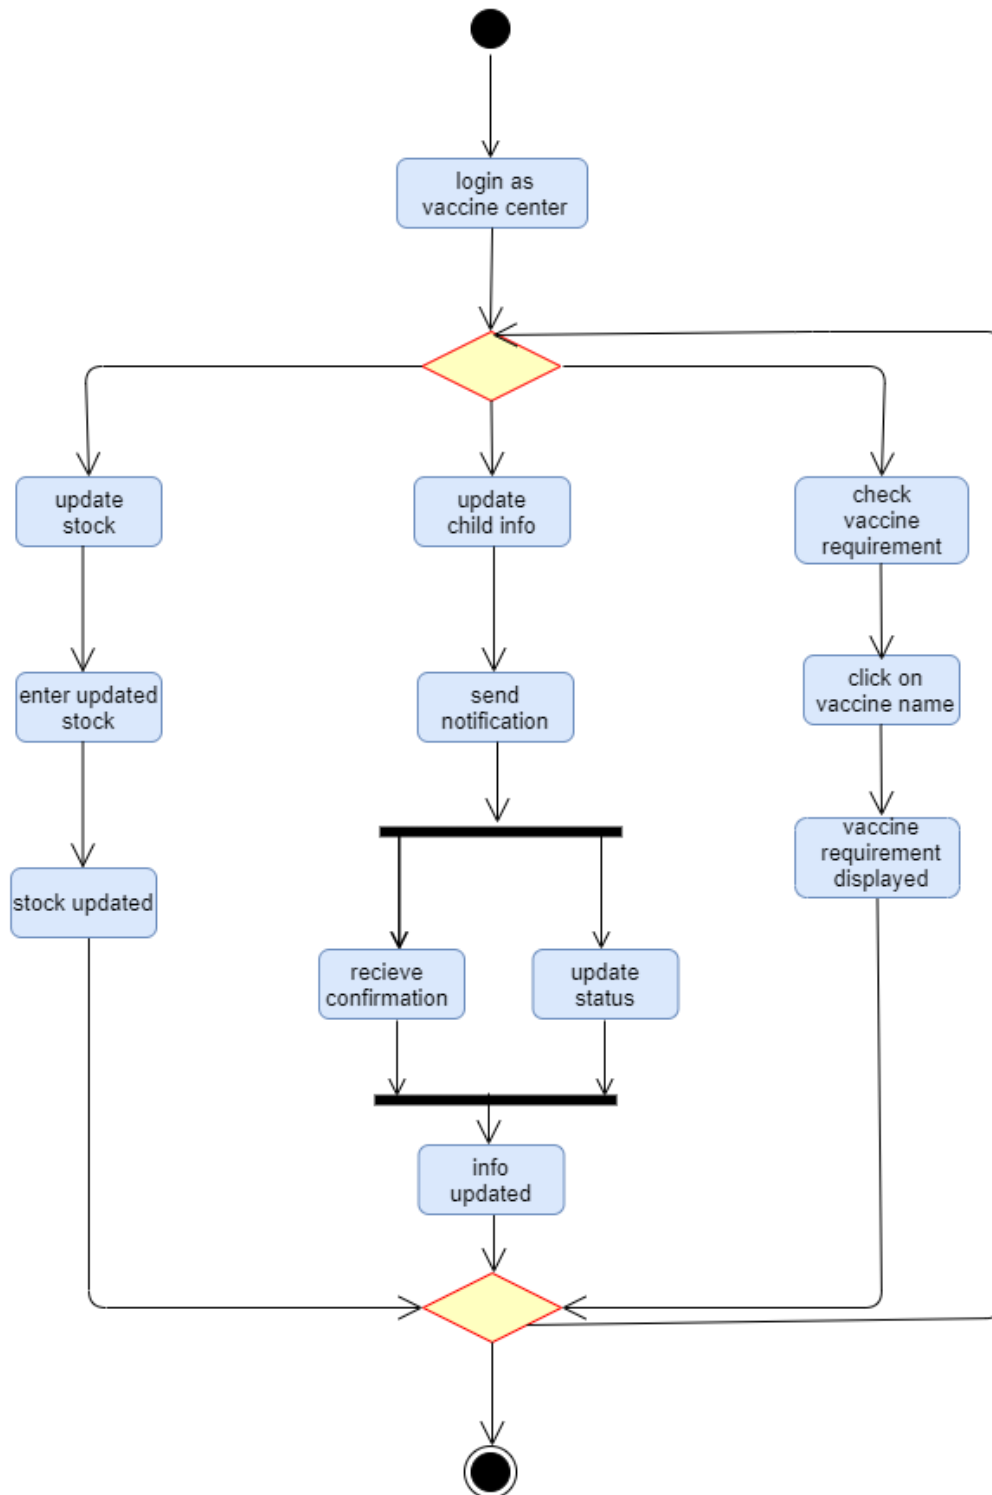 login as
vaccine center
update
stock
update
child info
check
vaccine
requirement
enter updated
stock
send
notification
click on
vaccine name
stock updated
vaccine
requirement
displayed
recieve
confirmation
update
status
info
updated